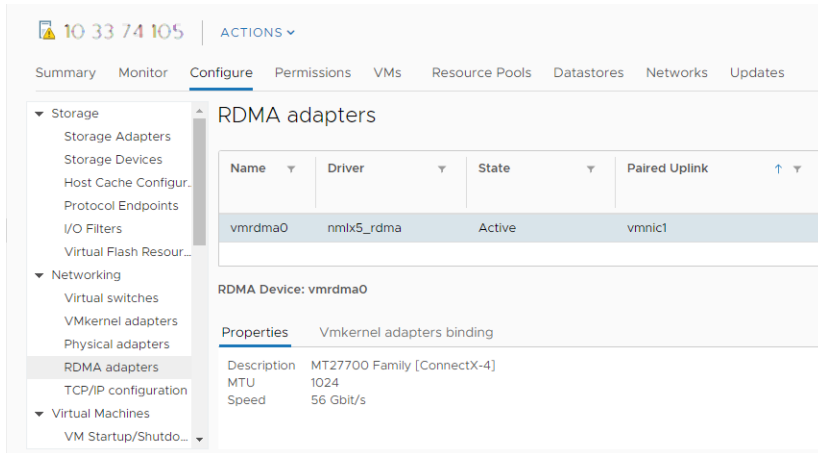 10 33 74 105 ACTIONS
Summary Monitor Configure Permissions VMs Resource Pools Datastores Networks Updates
Storage
Storage Adapters
Storage Devices
Host Cache Configur..
Protocol Endpoints
I/O Filters
Virtual Flash Resour...
Networking
Virtual switches
VMkernel adapters
Physical adapters
RDMA adapters
TCP/IP configuration
Virtual Machines
VM Startup/Shutdo...
RDMA adapters
Name Driver State Paired Uplink
vmrdma0 nmlx5_rdma Active vmnic1
RDMA Device: vmrdma0
Properties Vmkernel adapters binding
Description MT27700 Family [ConnectX-4]
MTU 1024
Speed 56 Gbit/s